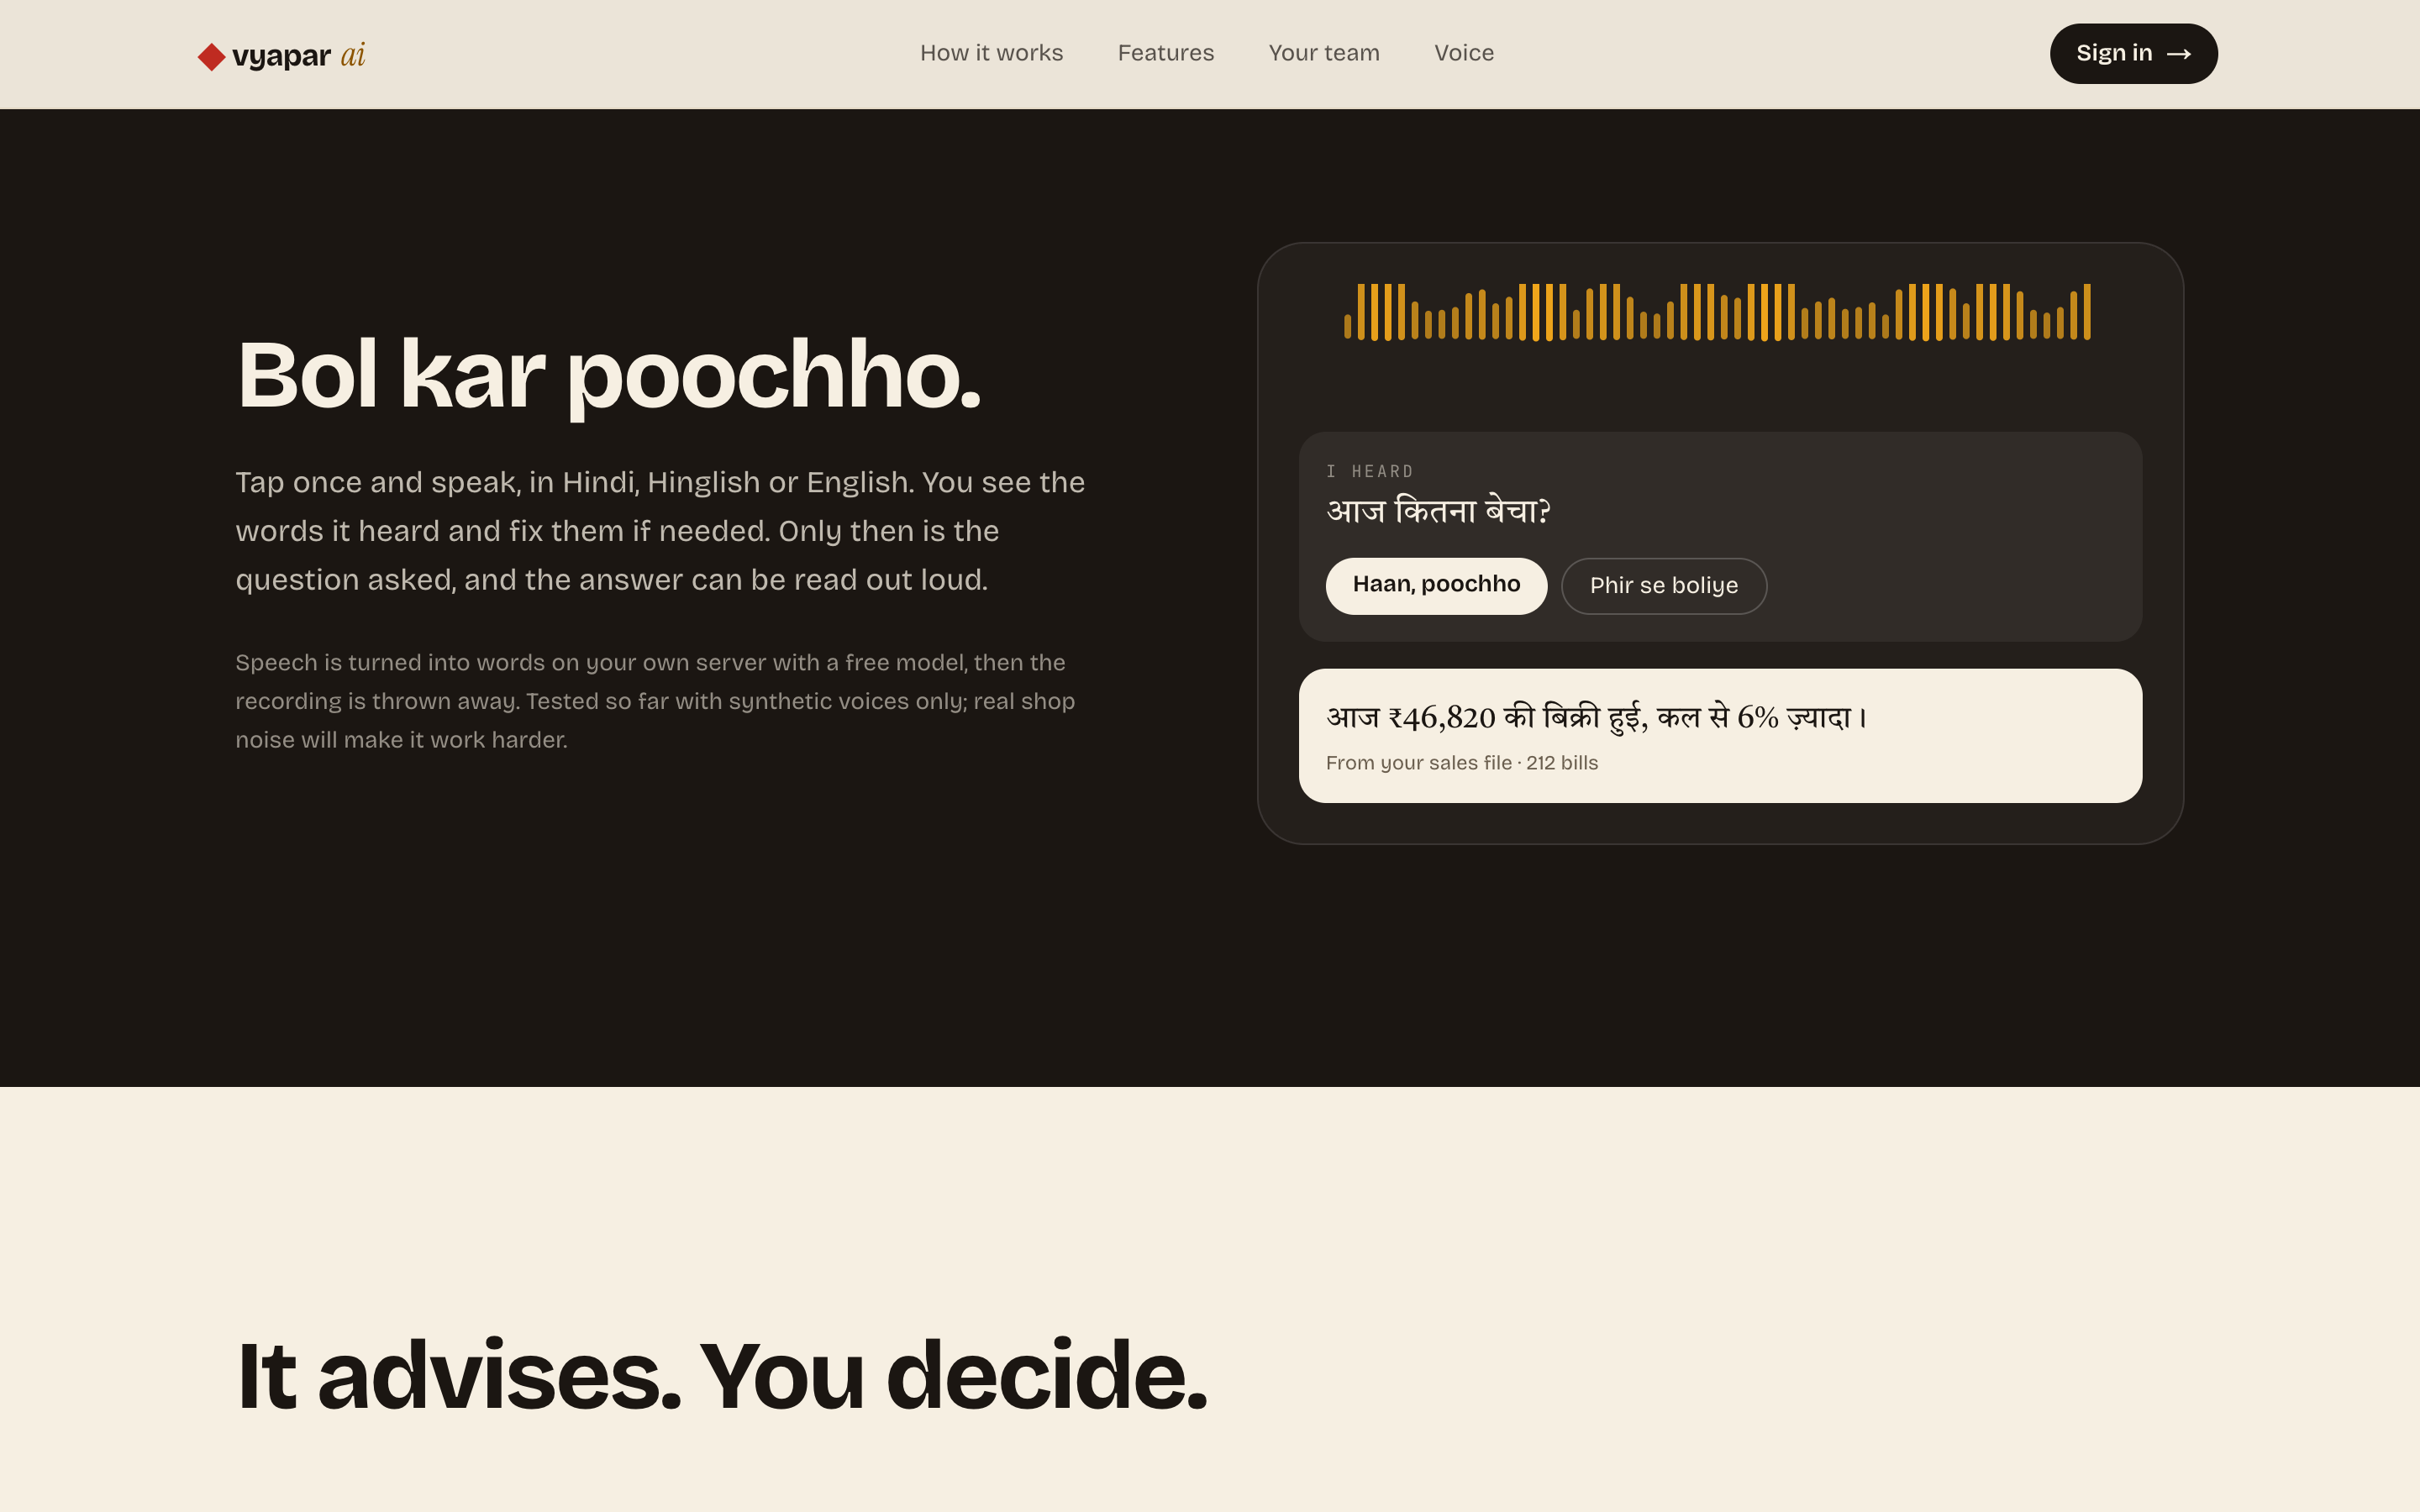 vyapar ai
How it works
Features
Your team
Voice
Sign in →
Bol kar poochho.
Tap once and speak, in Hindi, Hinglish or English. You see the
words it heard and fix them if needed. Only then is the
question asked, and the answer can be read out loud.
Speech is turned into words on your own server with a free model, then the
recording is thrown away. Tested so far with synthetic voices only; real shop
noise will make it work harder.
I HEARD
आज कितना बेचा?
Haan, poochho
Phir se boliye
आज ₹46,820 की बिक्री हुई, कल से 6% ज़्यादा।
From your sales file · 212 bills
It advises. You decide.